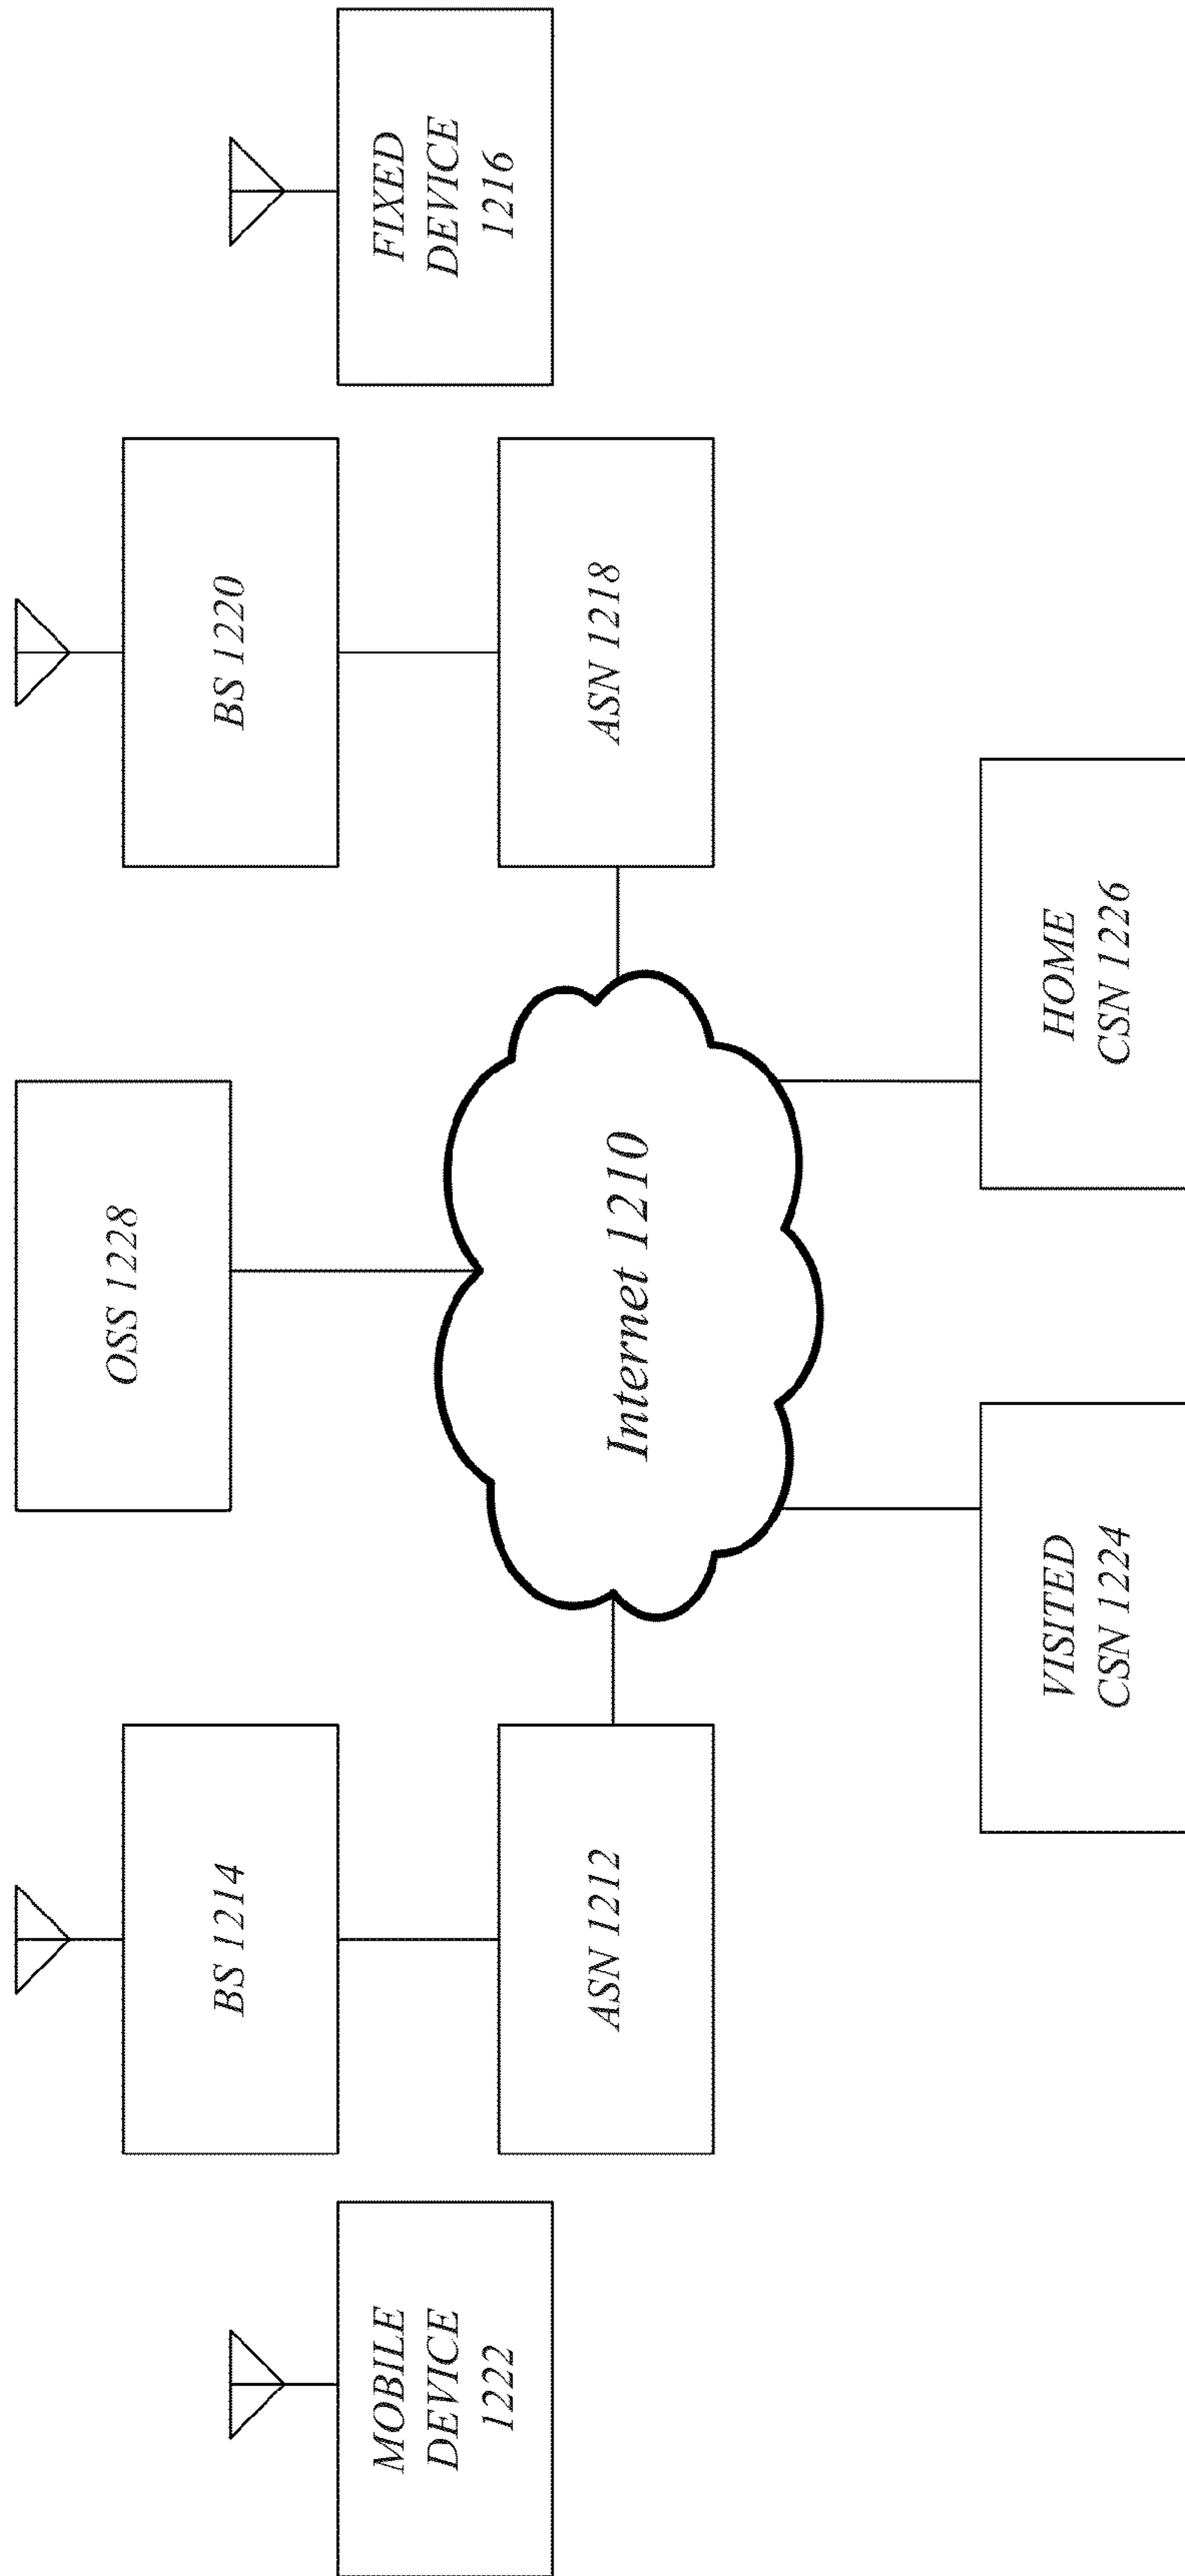 OSS 1228
BS 1214
BS 1220
MOBILE
DEVICE
1222
FIXED
DEVICE
1216
ASN 1212
Internet 1210
ASN 1218
VISITED
CSN 1224
HOME
CSN 1226